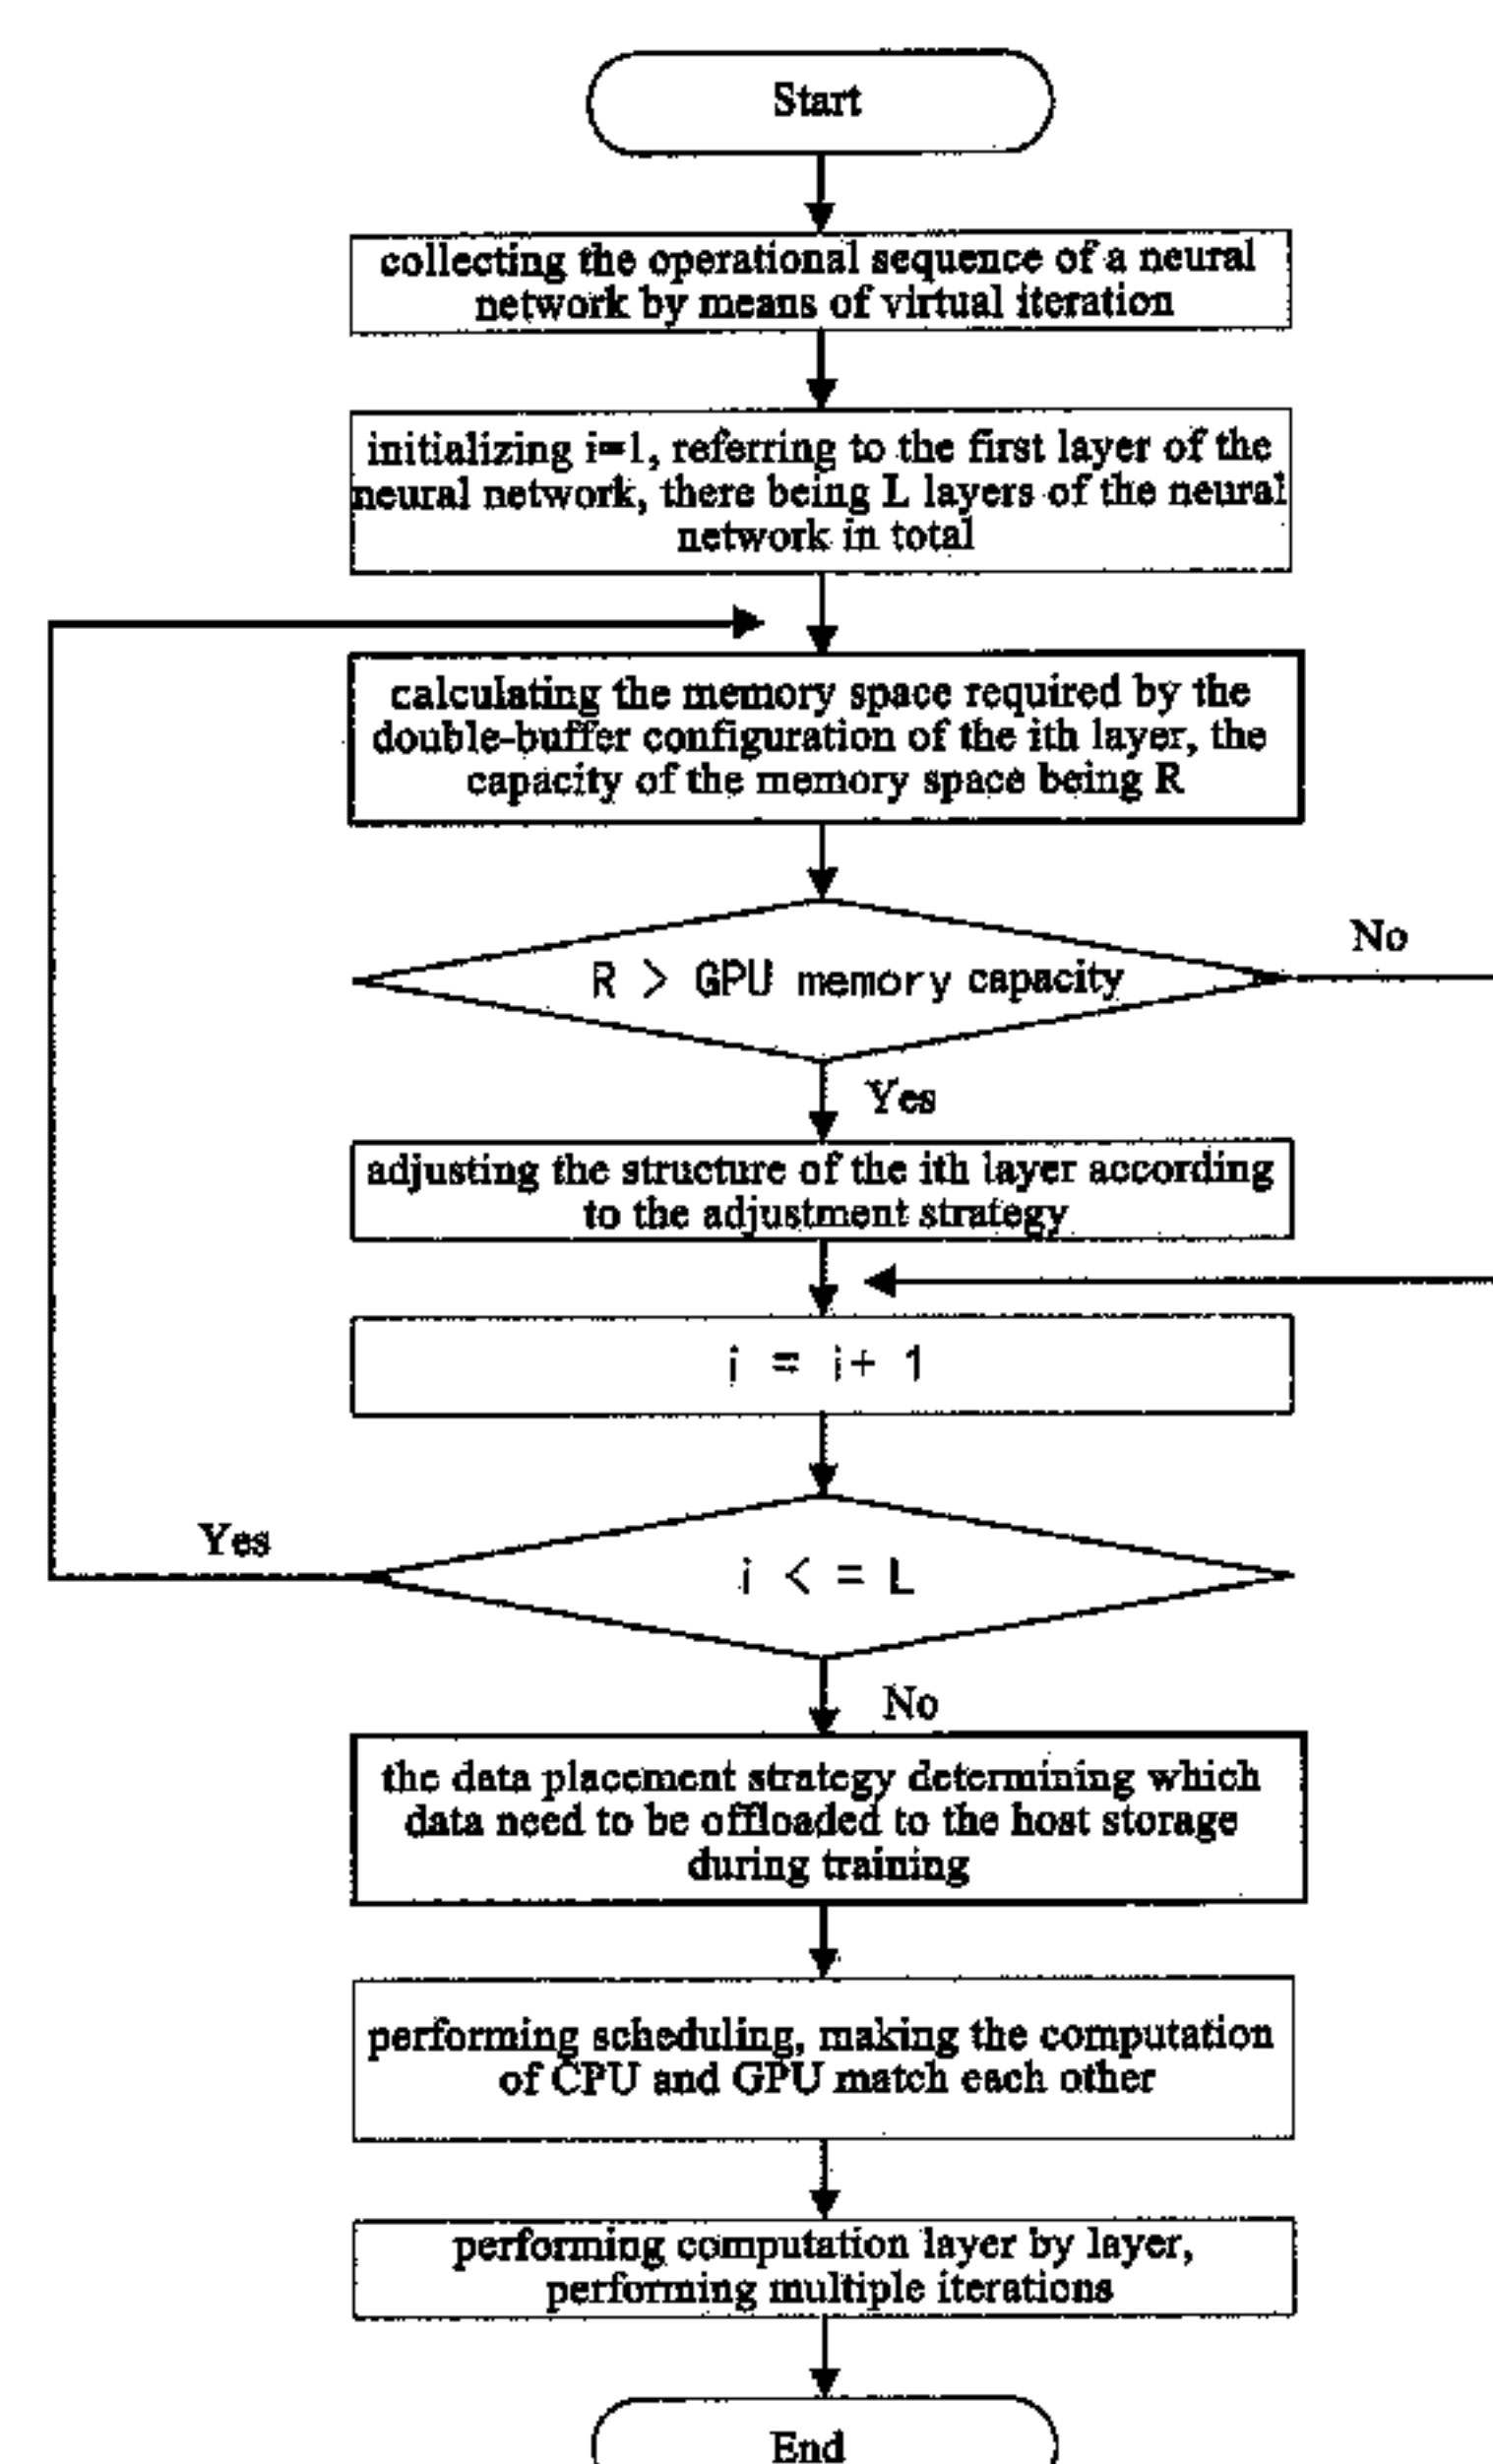 Start
collecting the operational sequence of a neural
network by means of virtual iteration
initializing i=1, referring to the first layer of the
neural network, there being L layers of the neural
network in total
calculating the memory space required by the
double-buffer configuration of the ith layer, the
capacity of the memory space being R
R > GPU memory capacity
No
Yes
adjusting the structure of the ith layer according
to the adjustment strategy
i = i+ 1
Yes
i < = L
No
the data placement strategy determining which
data need to be offloaded to the host storage
during training
performing scheduling, making the computation
of CPU and GPU match each other
performing computation layer by layer,
performing multiple iterations
End